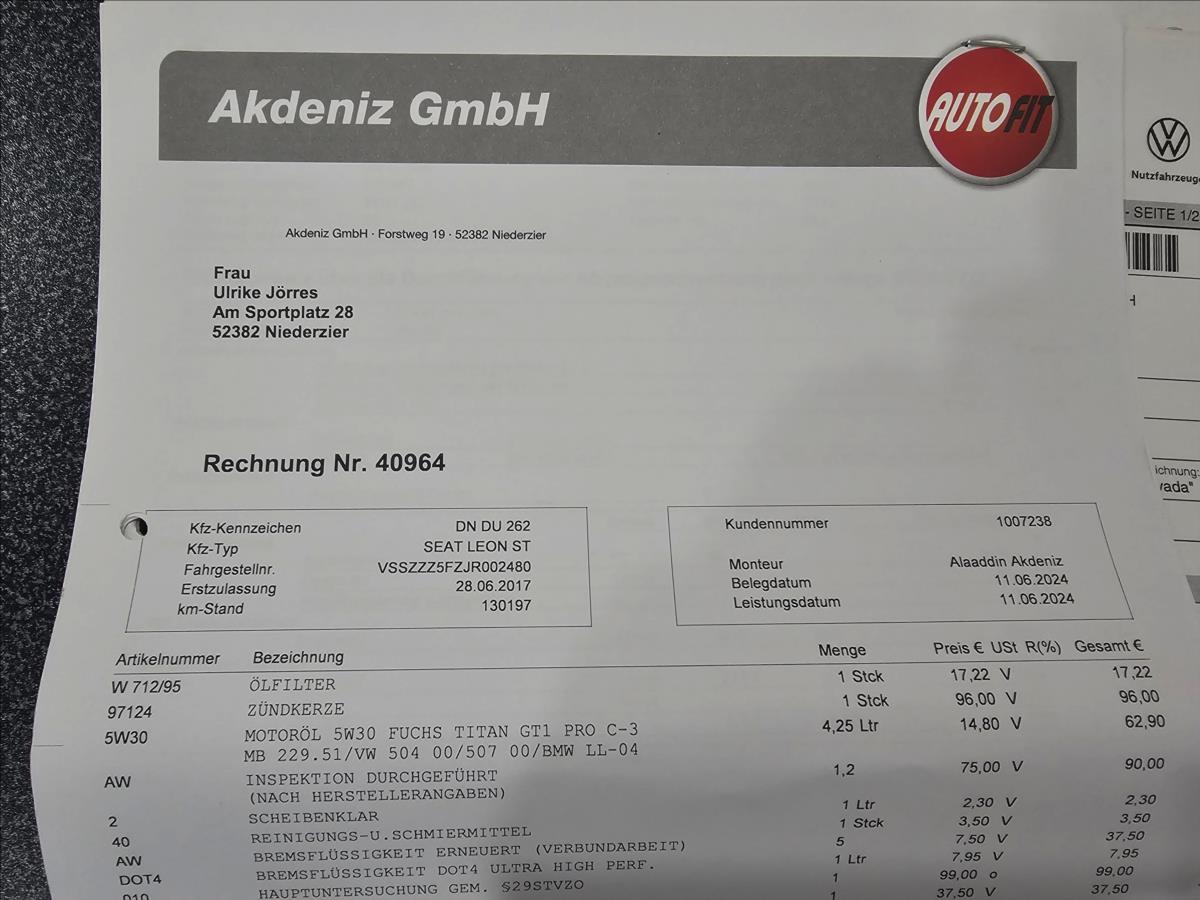 Akdeniz GmbH
AUTOFIT
Akdeniz GmbH · Forstweg 19 · 52382 Niederzier
Frau
Ulrike Jörres
Am Sportplatz 28
52382 Niederzier
Rechnung Nr. 40964
Kfz-Kennzeichen DN DU 262
Kfz-Typ SEAT LEON ST
Fahrgestellnr. VSSZZZ5FZJR002480
Erstzulassung 28.06.2017
km-Stand 130197
Kundennummer 1007238
Monteur Alaaddin Akdeniz
Belegdatum 11.06.2024
Leistungsdatum 11.06.2024
Artikelnummer Bezeichnung Menge Preis € USt R(%) Gesamt €
W 712/95 ÖLFILTER 1 Stck 17,22 V 17,22
97124 ZÜNDKERZE 1 Stck 96,00 V 96,00
5W30 MOTORÖL 5W30 FUCHS TITAN GT1 PRO C-3 4,25 Ltr 14,80 V 62,90
MB 229.51/VW 504 00/507 00/BMW LL-04
AW INSPEKTION DURCHGEFÜHRT 1,2 75,00 V 90,00
(NACH HERSTELLERANGABEN)
2 SCHEIBENKLAR 1 Ltr 2,30 V 2,30
40 REINIGUNGS-U.SCHMIERMITTEL 1 Stck 3,50 V 3,50
AW BREMSFLÜSSIGKEIT ERNEUERT (VERBUNDARBEIT) 5 7,50 V 37,50
DOT4 BREMSFLÜSSIGKEIT DOT4 ULTRA HIGH PERF. 1 Ltr 7,95 V 7,95
HAUPTUNTERSUCHUNG GEM. §29STVZO 1 99,00 o 99,00
1 37,50 V 37,50
VW
Nutzfahrzeuge
- SEITE 1/2
H
ichnung:
vada"